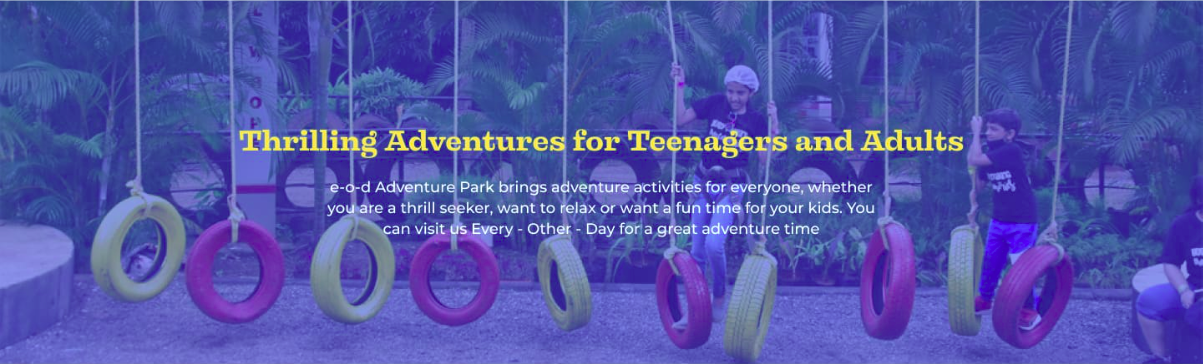 Thrilling Adventures for Teenagers and Adults
e-o-d Adventure Park brings adventure activities for everyone, whether
you are a thrill seeker, want to relax or want a fun time for your kids. You
can visit us Every - Other - Day for a great adventure time